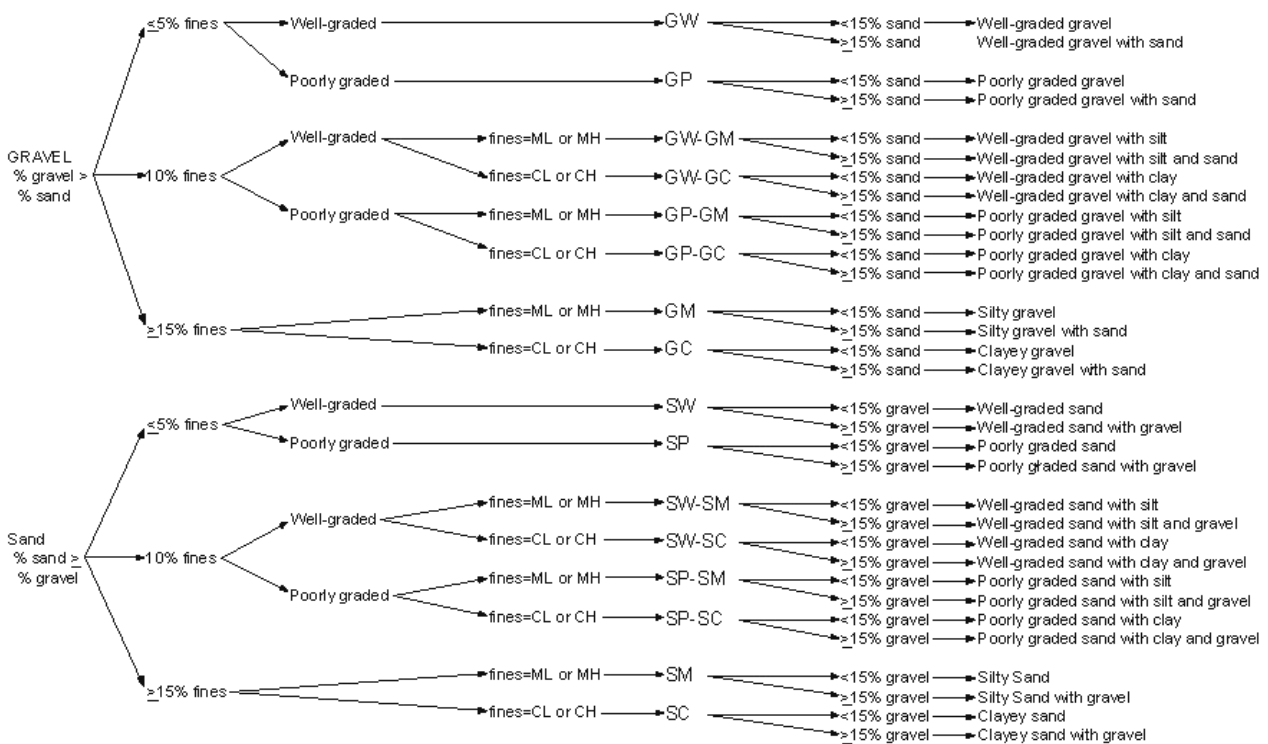 ≤5% fines Well-graded GW <15% sand Well-graded gravel
≥15% sand Well-graded gravel with sand
Poorly graded GP <15% sand Poorly graded gravel
≥15% sand Poorly graded gravel with sand
Well-graded fines=ML or MH GW-GM <15% sand Well-graded gravel with silt
≥15% sand Well-graded gravel with silt and sand
GRAVEL
% gravel >
% sand
10% fines fines=CL or CH GW-GC <15% sand Well-graded gravel with clay
≥15% sand Well-graded gravel with clay and sand
Poorly graded fines=ML or MH GP-GM <15% sand Poorly graded gravel with silt
≥15% sand Poorly graded gravel with silt and sand
fines=CL or CH GP-GC <15% sand Poorly graded gravel with clay
≥15% sand Poorly graded gravel with clay and sand
≥15% fines fines=ML or MH GM <15% sand Silty gravel
≥15% sand Silty gravel with sand
fines=CL or CH GC <15% sand Clayey gravel
≥15% sand Clayey gravel with sand
≤5% fines Well-graded SW <15% gravel Well-graded sand
≥15% gravel Well-graded sand with gravel
Poorly graded SP <15% gravel Poorly graded sand
≥15% gravel Poorly graded sand with gravel
Well-graded fines=ML or MH SW-SM <15% gravel Well-graded sand with silt
≥15% gravel Well-graded sand with silt and gravel
Sand
% sand ≥
% gravel
10% fines fines=CL or CH SW-SC <15% gravel Well-graded sand with clay
≥15% gravel Well-graded sand with clay and gravel
Poorly graded fines=ML or MH SP-SM <15% gravel Poorly graded sand with silt
≥15% gravel Poorly graded sand with silt and gravel
fines=CL or CH SP-SC <15% gravel Poorly graded sand with clay
≥15% gravel Poorly graded sand with clay and gravel
≥15% fines fines=ML or MH SM <15% gravel Silty Sand
≥15% gravel Silty Sand with gravel
fines=CL or CH SC <15% gravel Clayey sand
≥15% gravel Clayey sand with gravel